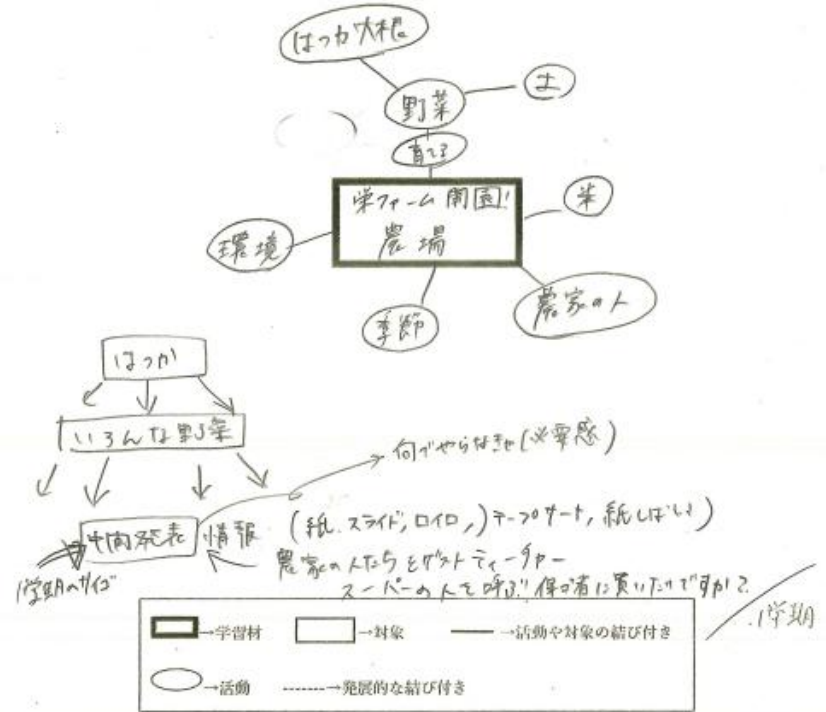 はっか大根
野菜
土
育てる
栄ファーム開園!
農場
米
環境
農家の人
季節
はっか
いろんな野菜
何でやらなきゃ(必要感)
中間発表 情報
(紙、スライド,ロイロ,)テープサート,紙しばい)
農家の人たちをゲストティーチャー
スーパーの人を呼ぶ! 保ゴ者に買いたいですか?
1学期のサイゴ
1学期
→学習材 →対象 →活動や対象の結び付き
→活動 →発展的な結び付き